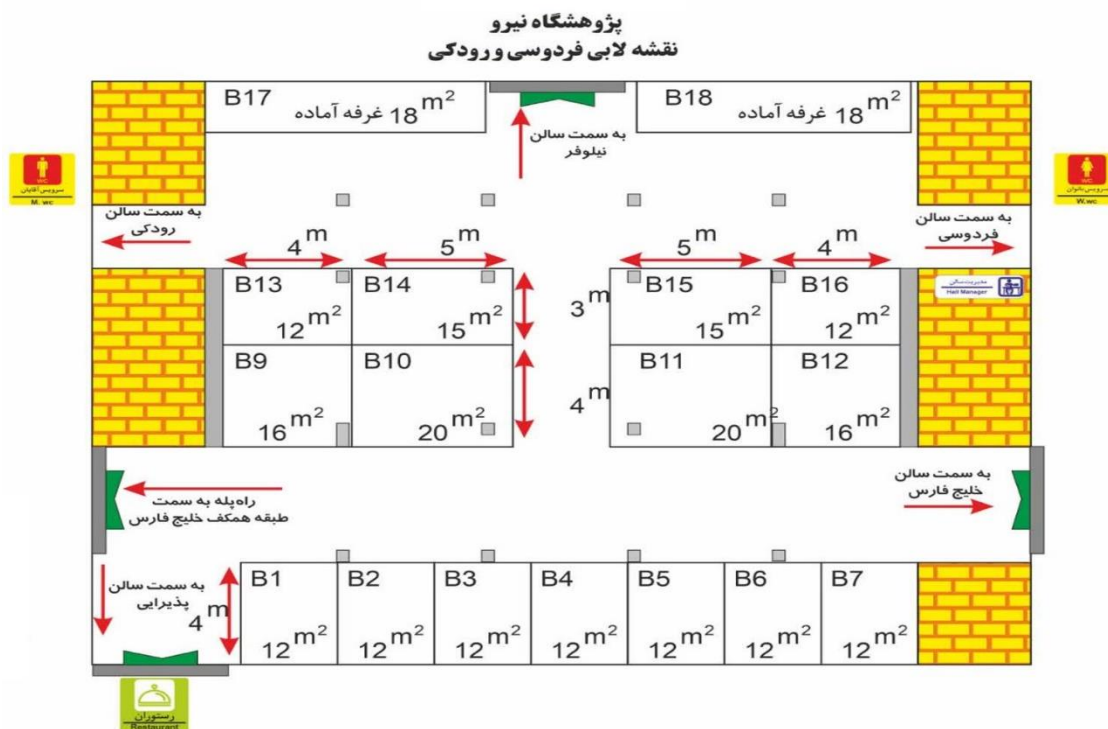 پژوهشگاه نیرو
نقشه لابی فردوسی و رودکی
B17
غرفه آماده 18 m²
B18
غرفه آماده 18 m²
به سمت سالن
نیلوفر
سرویس آقایان
M. wc
WC
سرویس بانوان
W.wc
به سمت سالن
رودکی
به سمت سالن
فردوسی
4 m
5 m
5 m
4 m
مدیریت سالن
Hall Manager
B13
12 m²
B14
15 m²
3 m
B15
15 m²
B16
12 m²
B9
16 m²
B10
20 m²
4 m
B11
20 m²
B12
16 m²
راه پله به سمت
طبقه همکف خلیج فارس
به سمت سالن
خلیج فارس
به سمت سالن
پذیرایی
4 m
B1
12 m²
B2
12 m²
B3
12 m²
B4
12 m²
B5
12 m²
B6
12 m²
B7
12 m²
رستوران
Restaurant